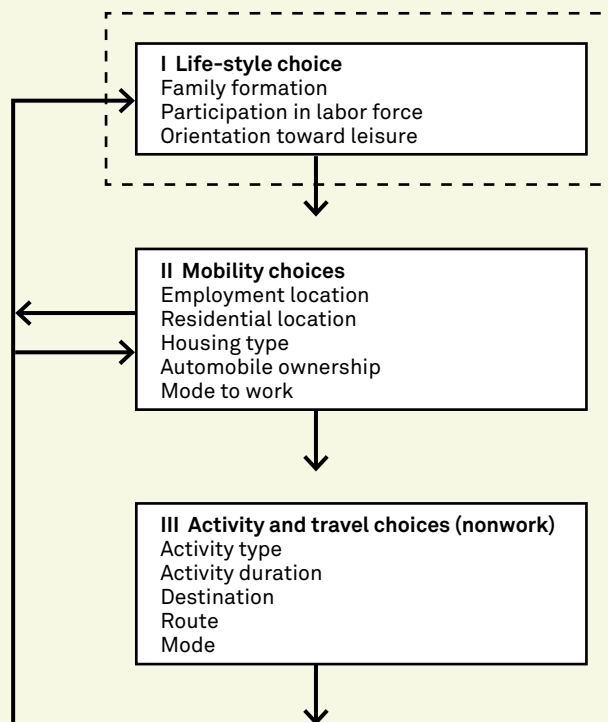 I Life-style choice
Family formation
Participation in labor force
Orientation toward leisure
II Mobility choices
Employment location
Residential location
Housing type
Automobile ownership
Mode to work
III Activity and travel choices (nonwork)
Activity type
Activity duration
Destination
Route
Mode